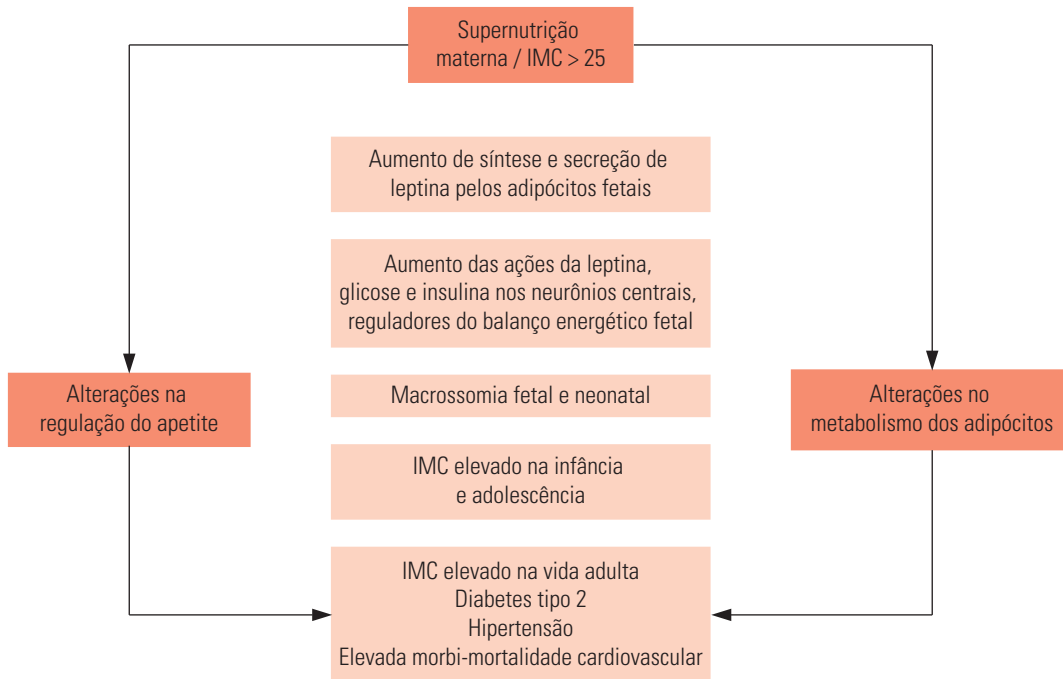 Supernutrição
materna / IMC > 25
Aumento de síntese e secreção de
leptina pelos adipócitos fetais
Aumento das ações da leptina,
glicose e insulina nos neurônios centrais,
reguladores do balanço energético fetal
Alterações na
regulação do apetite
Macrossomia fetal e neonatal
Alterações no
metabolismo dos adipócitos
IMC elevado na infância
e adolescência
IMC elevado na vida adulta
Diabetes tipo 2
Hipertensão
Elevada morbi-mortalidade cardiovascular